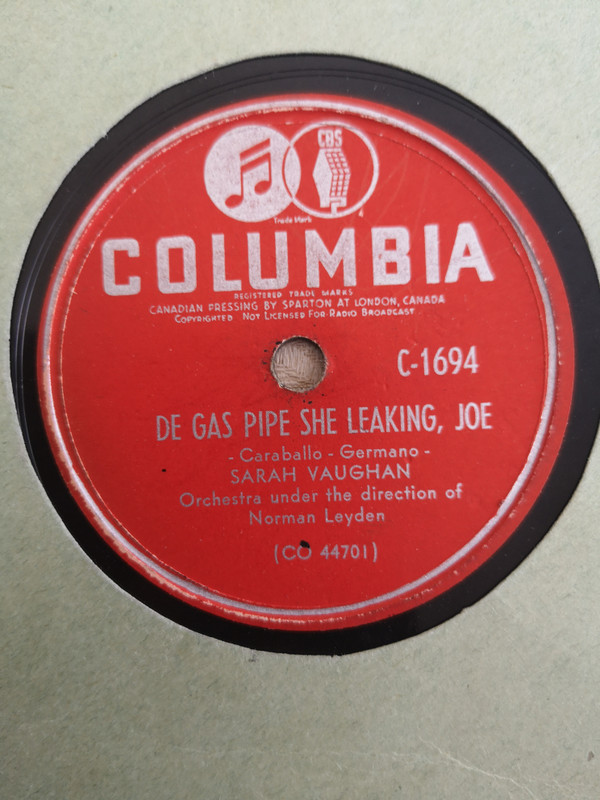 CBS
Trade Mark
4
COLUMBIA
REGISTERED TRADE MARKS
CANADIAN PRESSING BY SPARTON AT LONDON, CANADA
COPYRIGHTED NOT LICENSED FOR RADIO BROADCAST
C-1694
DE GAS PIPE SHE LEAKING, JOE
- Caraballo - Germano -
SARAH VAUGHAN
Orchestra under the direction of
Norman Leyden
(CO 44701)